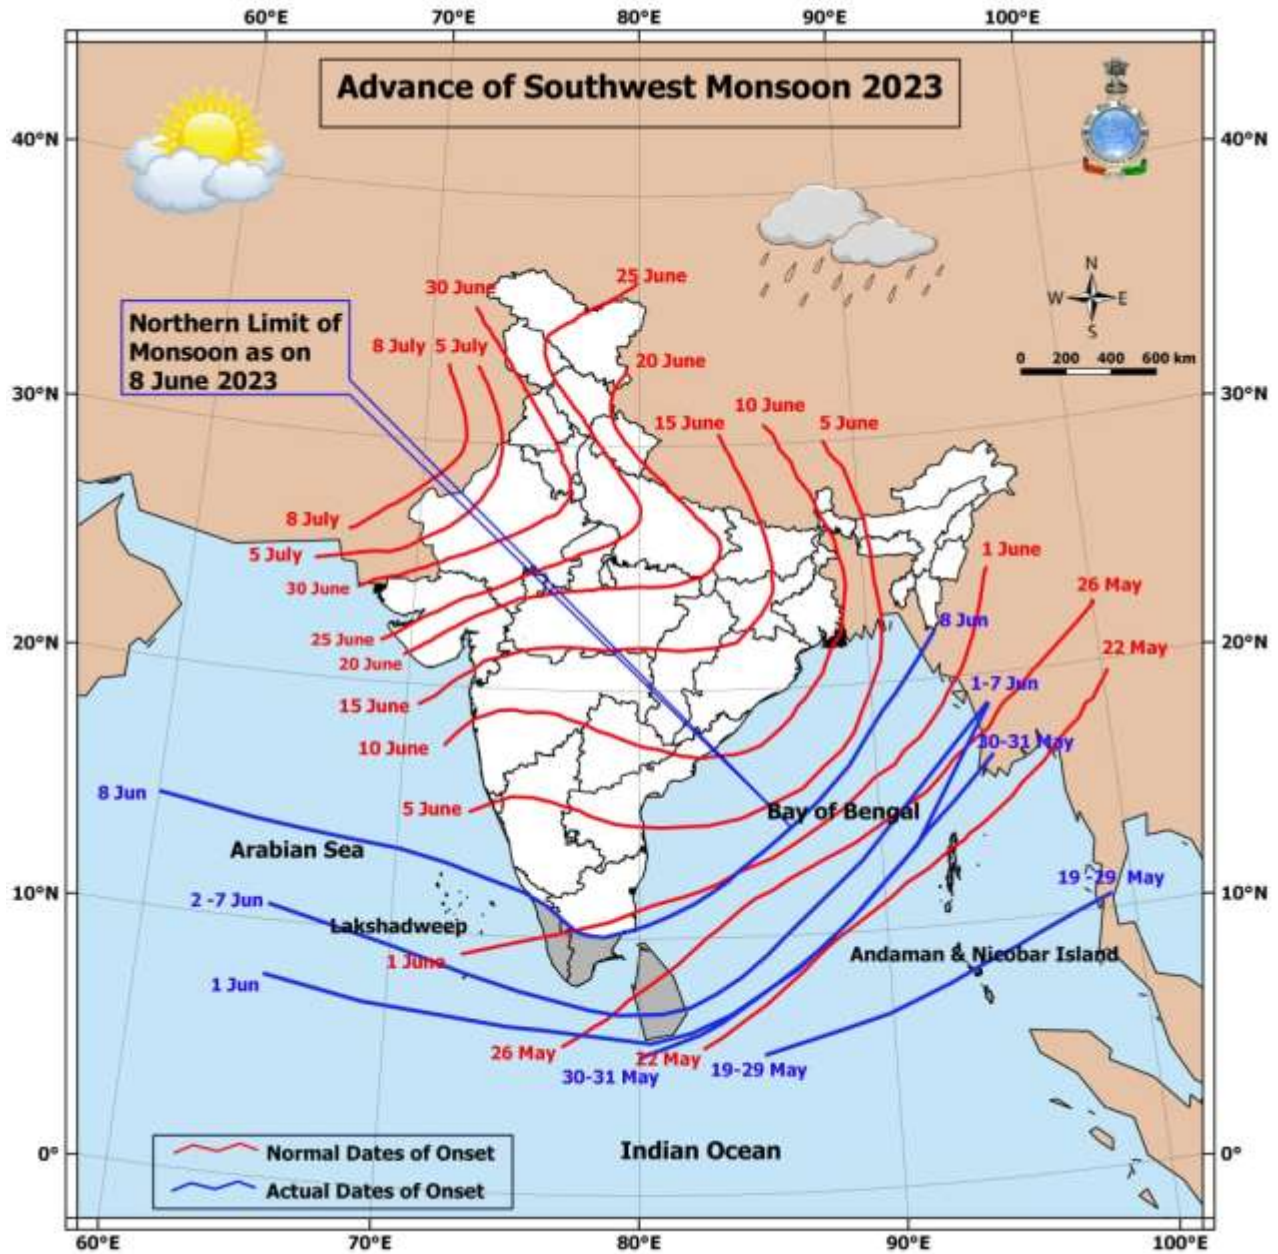 60°E 70°E 80°E 90°E 100°E
Advance of Southwest Monsoon 2023
40°N 40°N
N
W E
S
0 200 400 600 km
25 June
30 June
Northern Limit of
Monsoon as on
8 June 2023
8 July 5 July
20 June
30°N 30°N
10 June
15 June 5 June
8 July
5 July
1 June
30 June
26 May
8 Jun
25 June
20°N 20°N
20 June
22 May
1-7 Jun
15 June
10 June
30-31 May
8 Jun
5 June
Bay of Bengal
Arabian Sea
19 -29 May
10°N 10°N
2 -7 Jun
Lakshadweep
1 June
Andaman & Nicobar Island
1 Jun
26 May
22 May
30-31 May
19-29 May
Indian Ocean
0° 0°
Normal Dates of Onset
Actual Dates of Onset
60°E 70°E 80°E 90°E 100°E